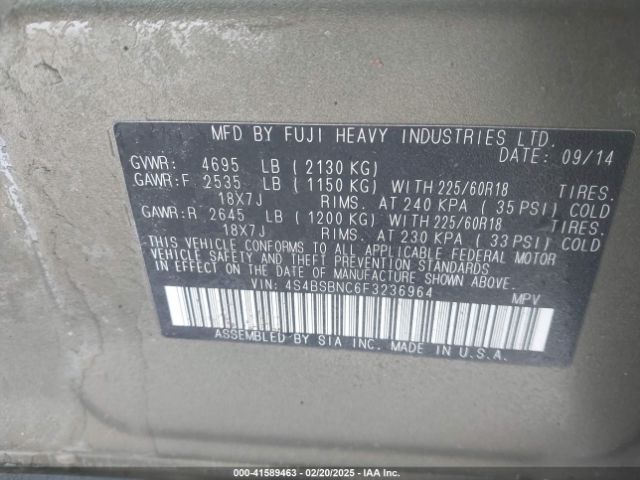 MFD BY FUJI HEAVY INDUSTRIES LTD.
DATE: 09/14
GVWR: 4695 LB ( 2130 KG)
GAWR:F 2535 LB ( 1150 KG) WITH 225/60R18 TIRES.
18X7J RIMS. AT 240 KPA ( 35 PSI) COLD
GAWR:R 2645 LB ( 1200 KG) WITH 225/60R18 TIRES.
18X7J RIMS. AT 230 KPA ( 33 PSI) COLD
THIS VEHICLE CONFORMS TO ALL APPLICABLE FEDERAL MOTOR
VEHICLE SAFETY AND THEFT PREVENTION STANDARDS
IN EFFECT ON THE DATE OF MANUFACTURE SHOWN ABOVE.
VIN: 4S4BSBNC6F3236964 MPV
ASSEMBLED BY SIA INC. MADE IN U.S.A.
000-41589463 - 02/20/2025 - IAA Inc.